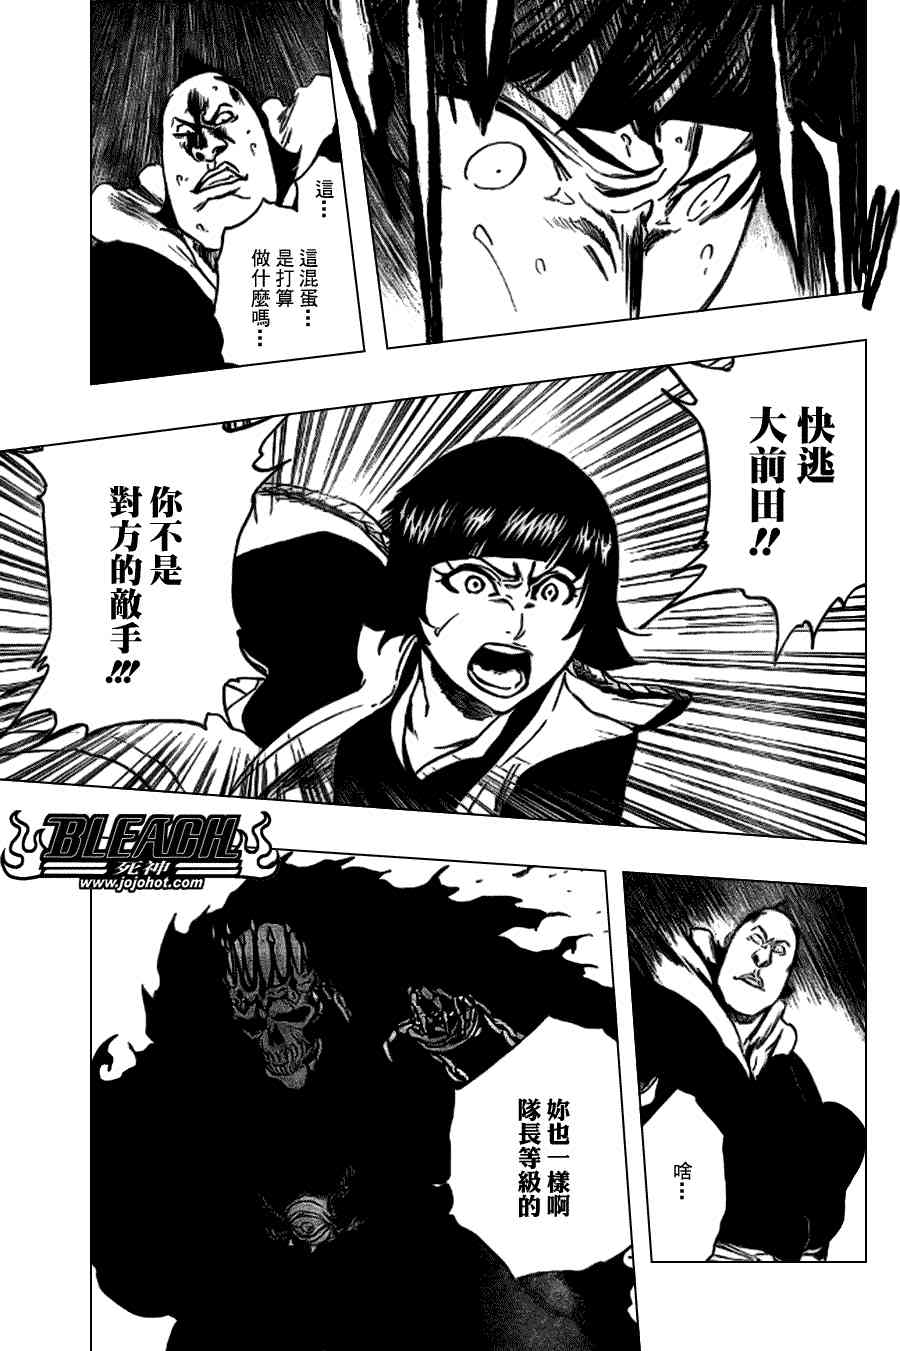 這…
這混蛋…
是打算
做什麼嗎…
快逃
大前田!!
你不是
對方的敵手!!!
啥…
妳也一樣啊
隊長等級的
BLEACH
死神
www.jojohot.com